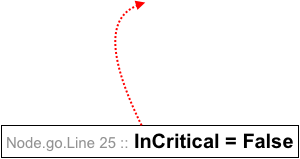 Node.go.Line 25 :: InCritical = False